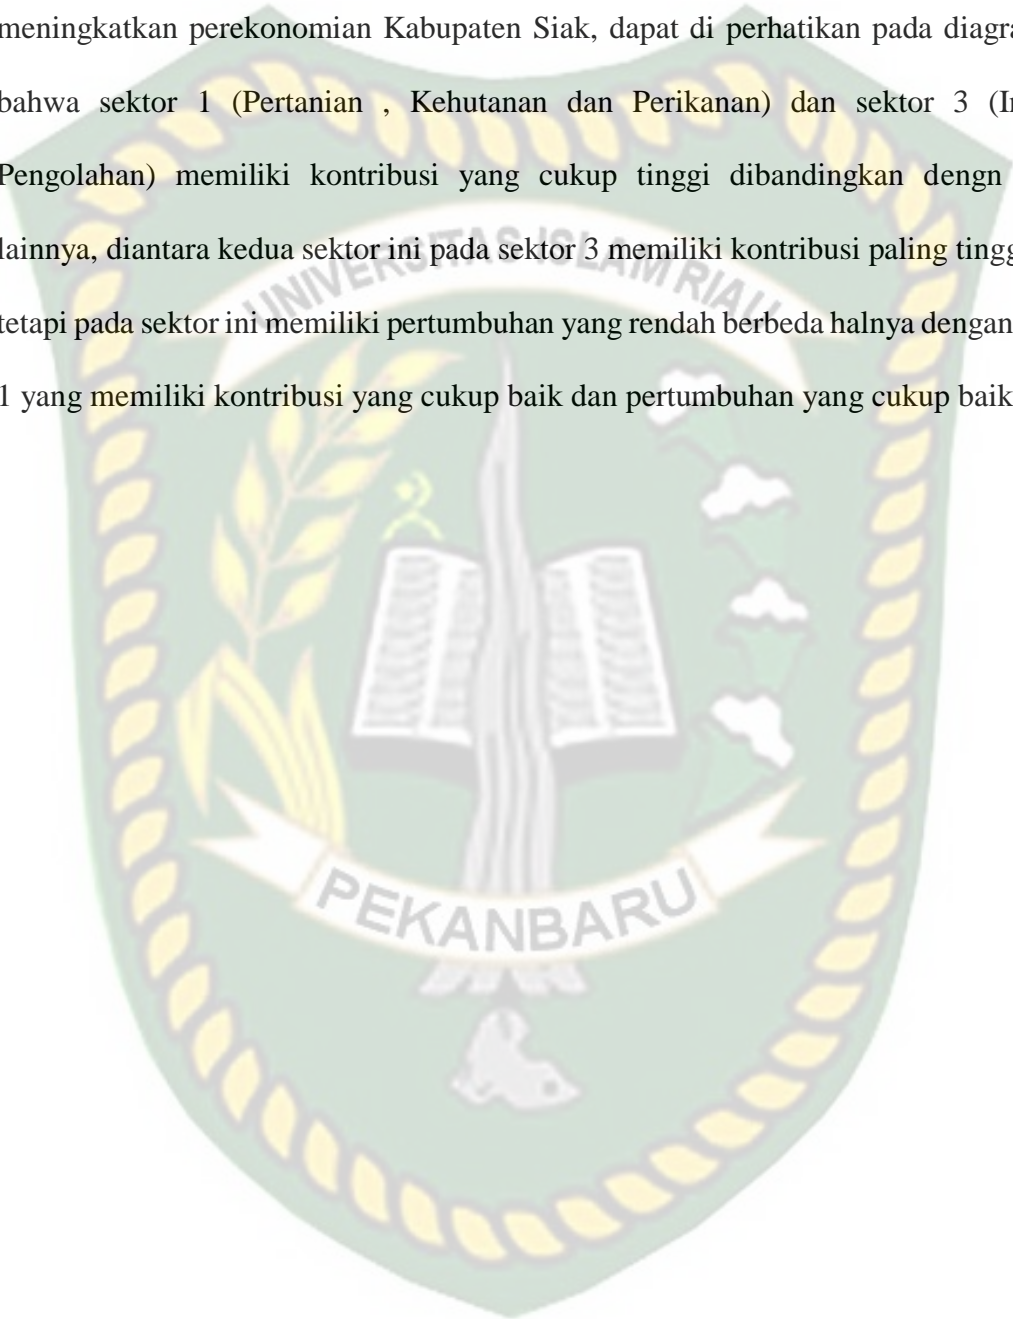 meningkatkan perekonomian Kabupaten Siak, dapat di perhatikan pada diagra
bahwa sektor 1 (Pertanian , Kehutanan dan Perikanan) dan sektor 3 (I
Pengolahan) memiliki kontribusi yang cukup tinggi dibandingkan dengn
lainnya, diantara kedua sektor ini pada sektor 3 memiliki kontribusi paling tingg
tetapi pada sektor ini memiliki pertumbuhan yang rendah berbeda halnya dengan
1 yang memiliki kontribusi yang cukup baik dan pertumbuhan yang cukup baik
UNIVERSITAS ISLAM RIAU
PEKANBARU